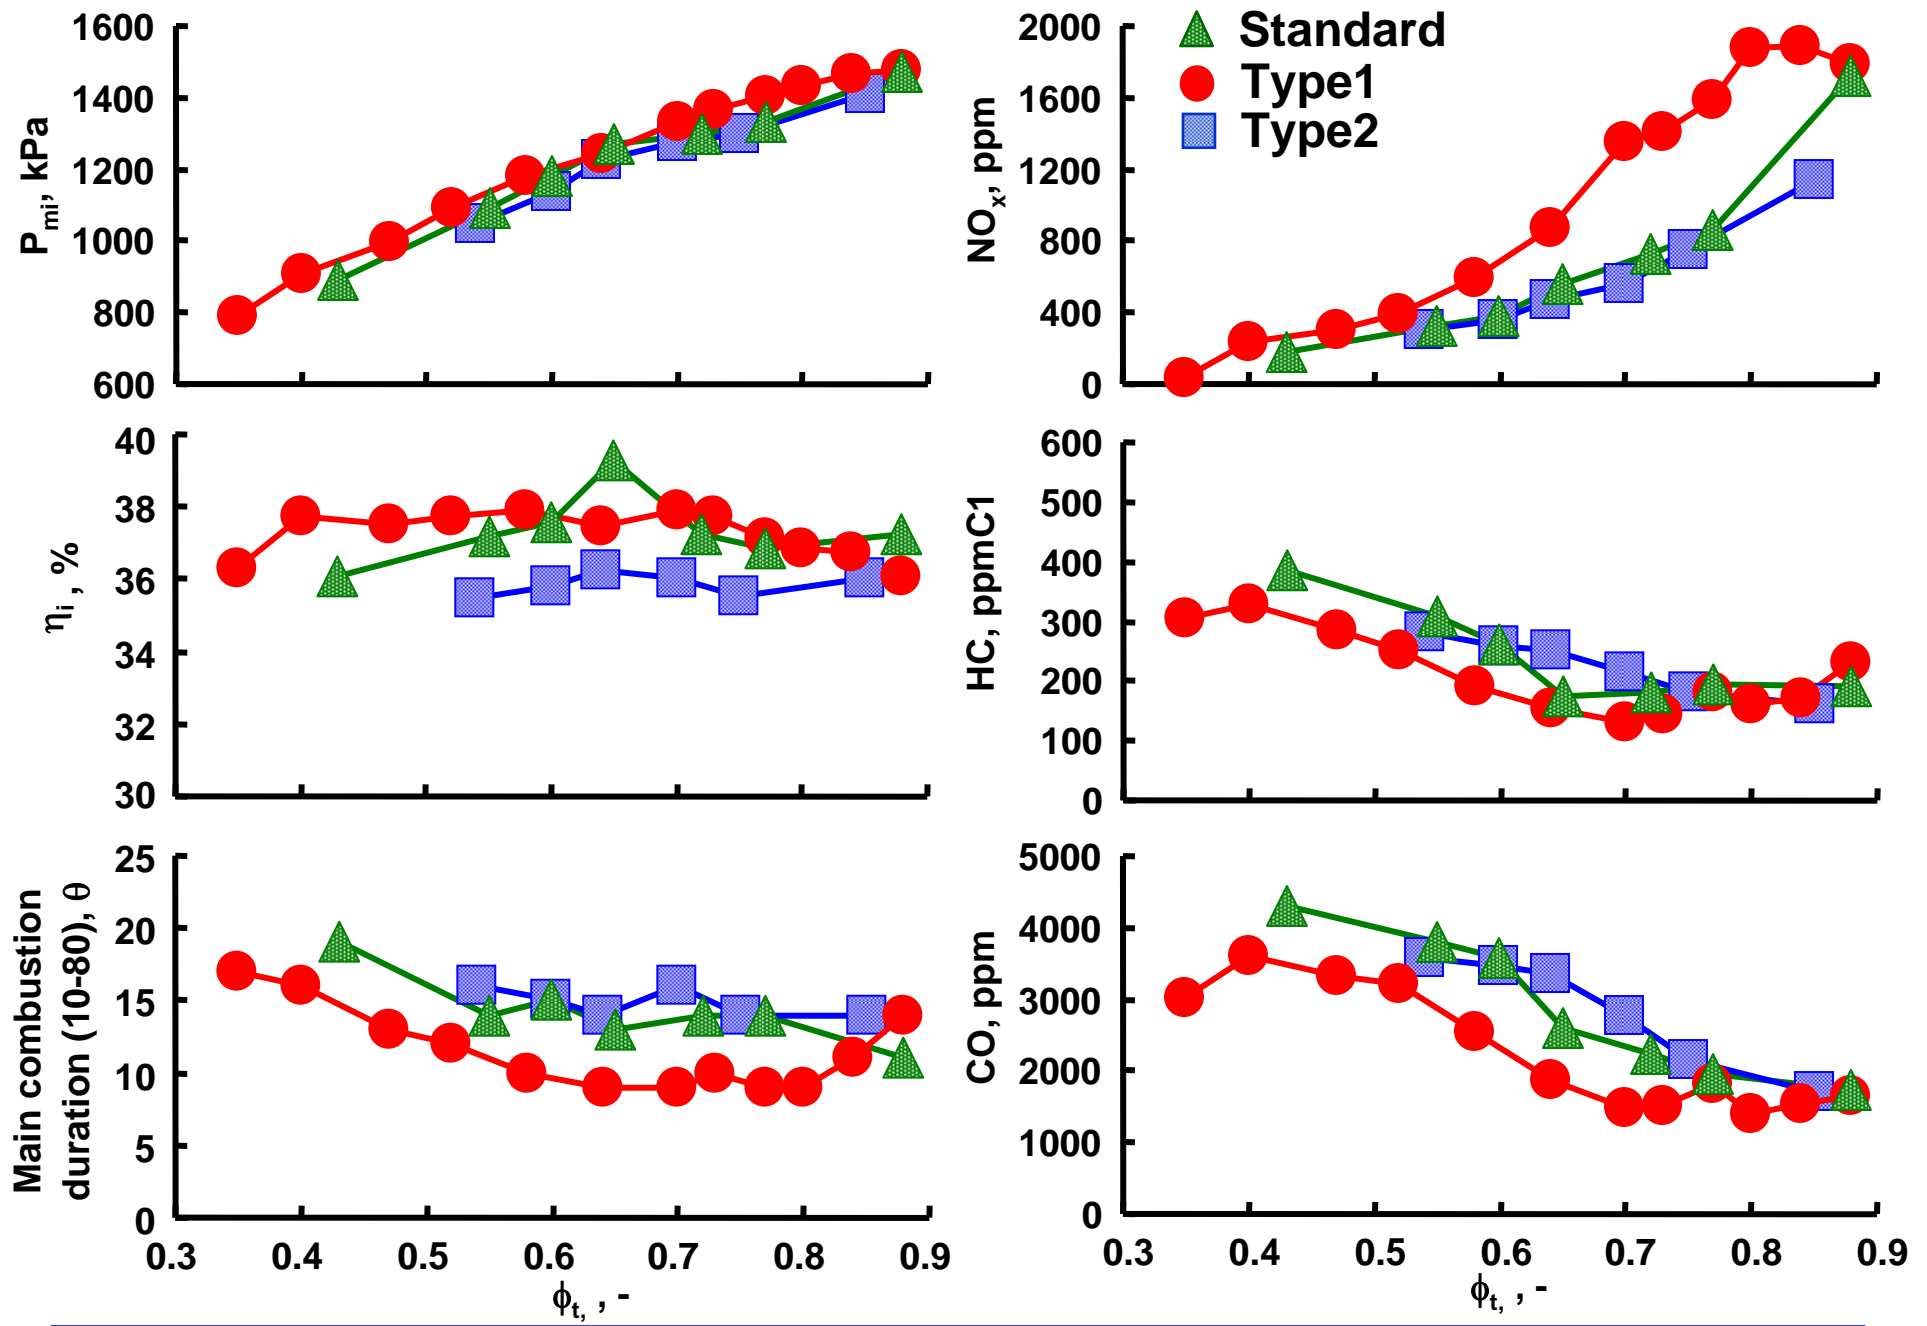 1600
1400
1200
1000
800
600
P_mi, kPa
2000
1600
1200
800
400
0
NO_x, ppm
Standard
Type1
Type2
40
38
36
34
32
30
η_i , %
600
500
400
300
200
100
0
HC, ppmC1
25
20
15
10
5
0
Main combustion
duration (10-80), θ
0.3 0.4 0.5 0.6 0.7 0.8 0.9
ϕ_t, , -
5000
4000
3000
2000
1000
0
CO, ppm
0.3 0.4 0.5 0.6 0.7 0.8 0.9
ϕ_t, , -